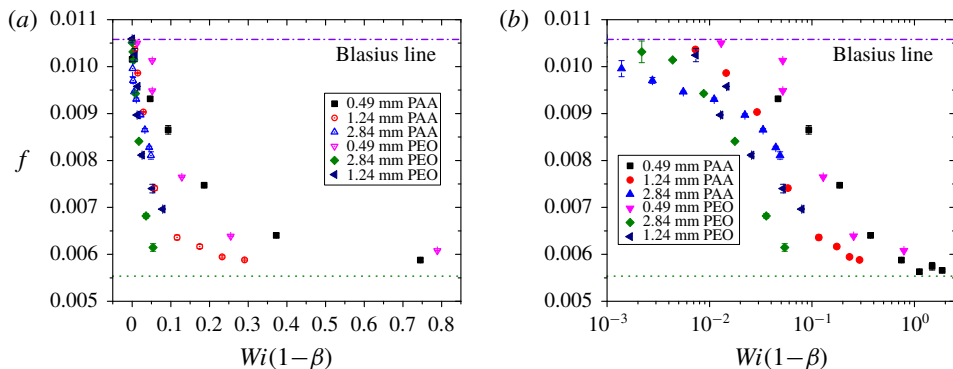 (a)
0.011
0.010
0.009
0.008
0.007
0.006
0.005
f
Blasius line
0.49 mm PAA
1.24 mm PAA
2.84 mm PAA
0.49 mm PEO
2.84 mm PEO
1.24 mm PEO
0 0.1 0.2 0.3 0.4 0.5 0.6 0.7 0.8
Wi(1−β)
(b)
0.011
0.010
0.009
0.008
0.007
0.006
0.005
Blasius line
0.49 mm PAA
1.24 mm PAA
2.84 mm PAA
0.49 mm PEO
2.84 mm PEO
1.24 mm PEO
10⁻³ 10⁻² 10⁻¹ 10⁰
Wi(1−β)